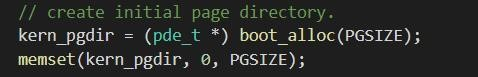 // create initial page directory.
kern_pgdir = (pde_t *) boot_alloc(PGSIZE);
memset(kern_pgdir, 0, PGSIZE);